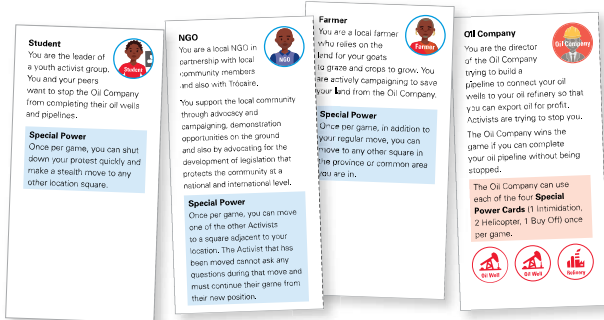 Student
You are the leader of
a youth activist group.
You and your peers
want to stop the Oil Company
from completing their oil wells
and pipelines.
Special Power
Once per game, you can shut
down your protest quickly and
make a stealth move to any
other location square.
Student
NGO
You are a local NGO in
partnership with local
community members
and also with Trócaire.
You support the local community
through advocacy and
campaigning, demonstration
opportunities on the ground
and also by advocating for the
development of legislation that
protects the community at a
national and international level.
Special Power
Once per game, you can move
one of the other Activists
to a square adjacent to your
location. The Activist that has
been moved cannot ask any
questions during that move and
must continue their game from
their new position.
NGO
Farmer
You are a local farmer
who relies on the
land for your goats
to graze and crops to grow. You
are actively campaigning to save
your land from the Oil Company.
Special Power
Once per game, in addition to
your regular move, you can
move to any other square in
the province or common area
you are in.
Farmer
Oil Company
You are the director
of the Oil Company
trying to build a
pipeline to connect your oil
wells to your oil refinery so that
you can export oil for profit.
Activists are trying to stop you.
The Oil Company wins the
game if you can complete
your oil pipeline without being
stopped.
The Oil Company can use
each of the four Special
Power Cards (1 Intimidation,
2 Helicopter, 1 Buy Off) once
per game.
Oil Company
Oil Well
Oil Well
Refinery